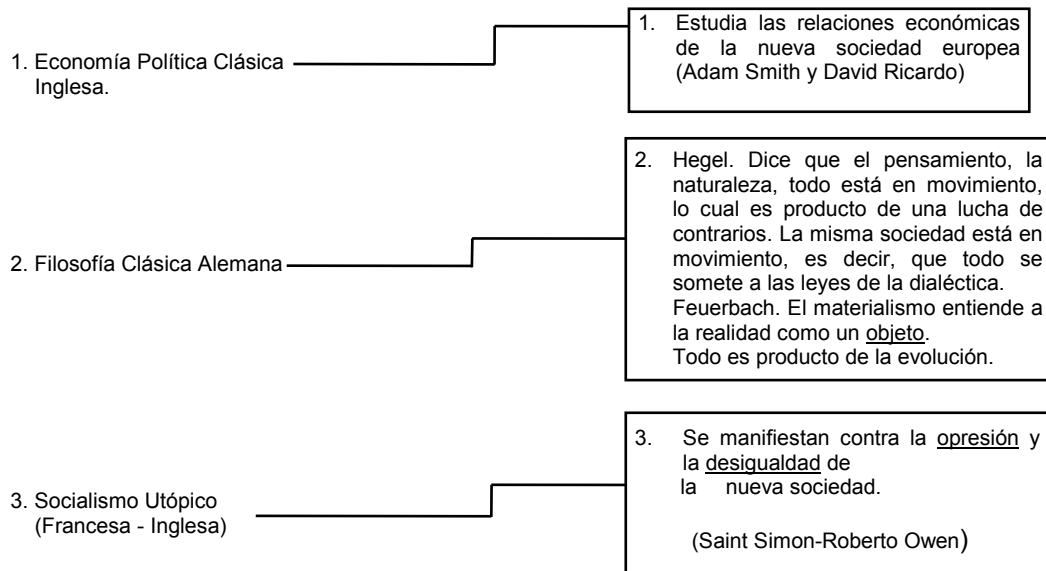 1. Economía Política Clásica
Inglesa.
1. Estudia las relaciones económicas
de la nueva sociedad europea
(Adam Smith y David Ricardo)
2. Filosofía Clásica Alemana
2. Hegel. Dice que el pensamiento, la
naturaleza, todo está en movimiento,
lo cual es producto de una lucha de
contrarios. La misma sociedad está en
movimiento, es decir, que todo se
somete a las leyes de la dialéctica.
Feuerbach. El materialismo entiende a
la realidad como un objeto.
Todo es producto de la evolución.
3. Socialismo Utópico
(Francesa - Inglesa)
3. Se manifiestan contra la opresión y
la desigualdad de
la nueva sociedad.
(Saint Simon-Roberto Owen)